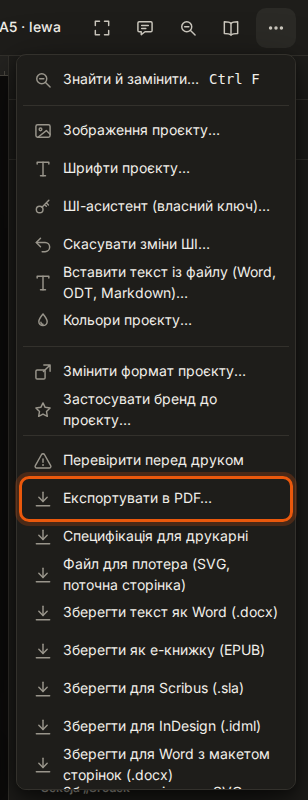 A5 · lewa
Знайти й замінити... Ctrl F
Зображення проєкту...
Шрифти проєкту...
ШІ-асистент (власний ключ)...
Скасувати зміни ШІ...
Вставити текст із файлу (Word,
ODT, Markdown)...
Кольори проєкту...
Змінити формат проєкту...
Застосувати бренд до
проєкту...
Перевірити перед друком
Експортувати в PDF...
Специфікація для друкарні
Файл для плотера (SVG,
поточна сторінка)
Зберегти текст як Word (.docx)
Зберегти як е-книжку (EPUB)
Зберегти для Scribus (.sla)
Зберегти для InDesign (.idml)
Зберегти для Word з макетом
сторінок (.docx)